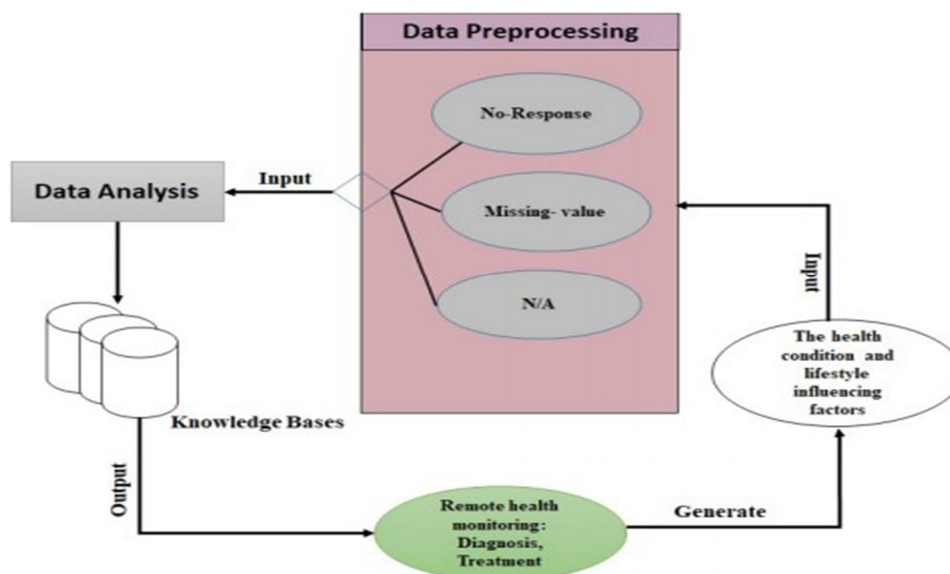 Data Preprocessing
No-Response
Input
Data Analysis
Missing- value
N/A
Input
The health
condition and
lifestyle
influencing
factors
Knowledge Bases
Output
Remote health
monitoring:
Diagnosis,
Treatment
Generate